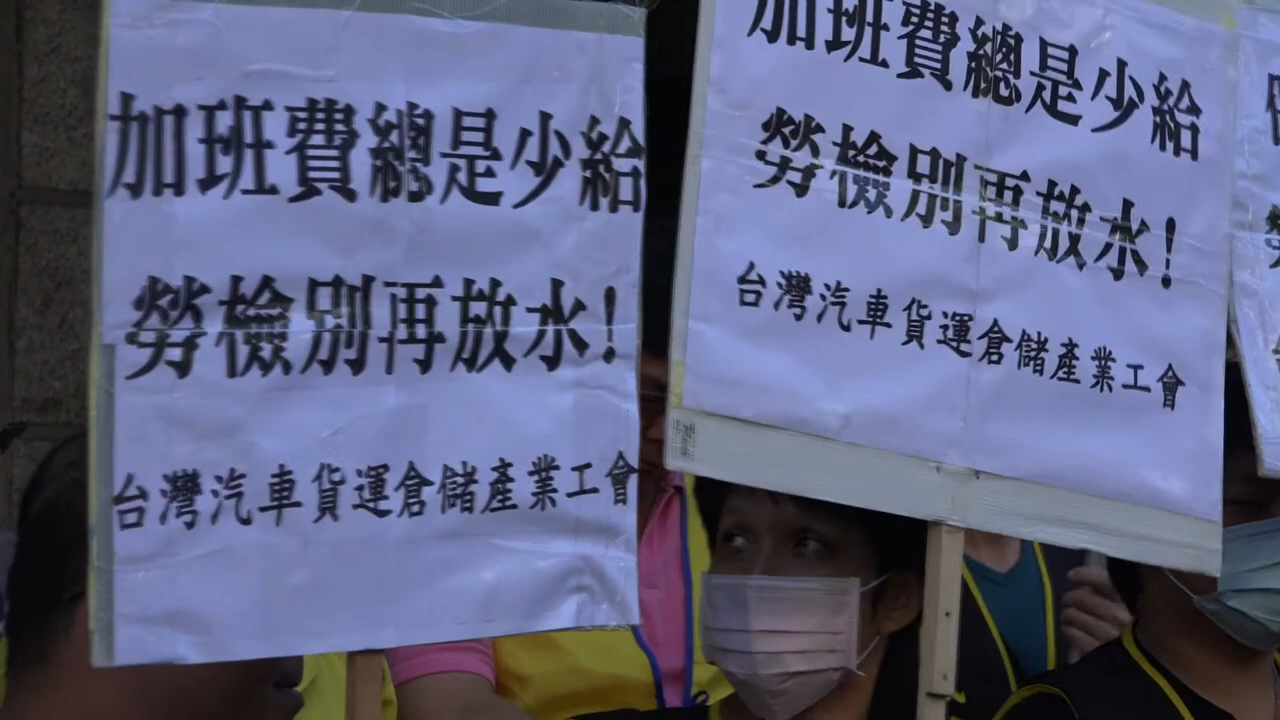 加班費總是少給
勞檢別再放水！
台灣汽車貨運倉儲產業工會
加班費總是少給
勞檢別再放水！
台灣汽車貨運倉儲產業工會